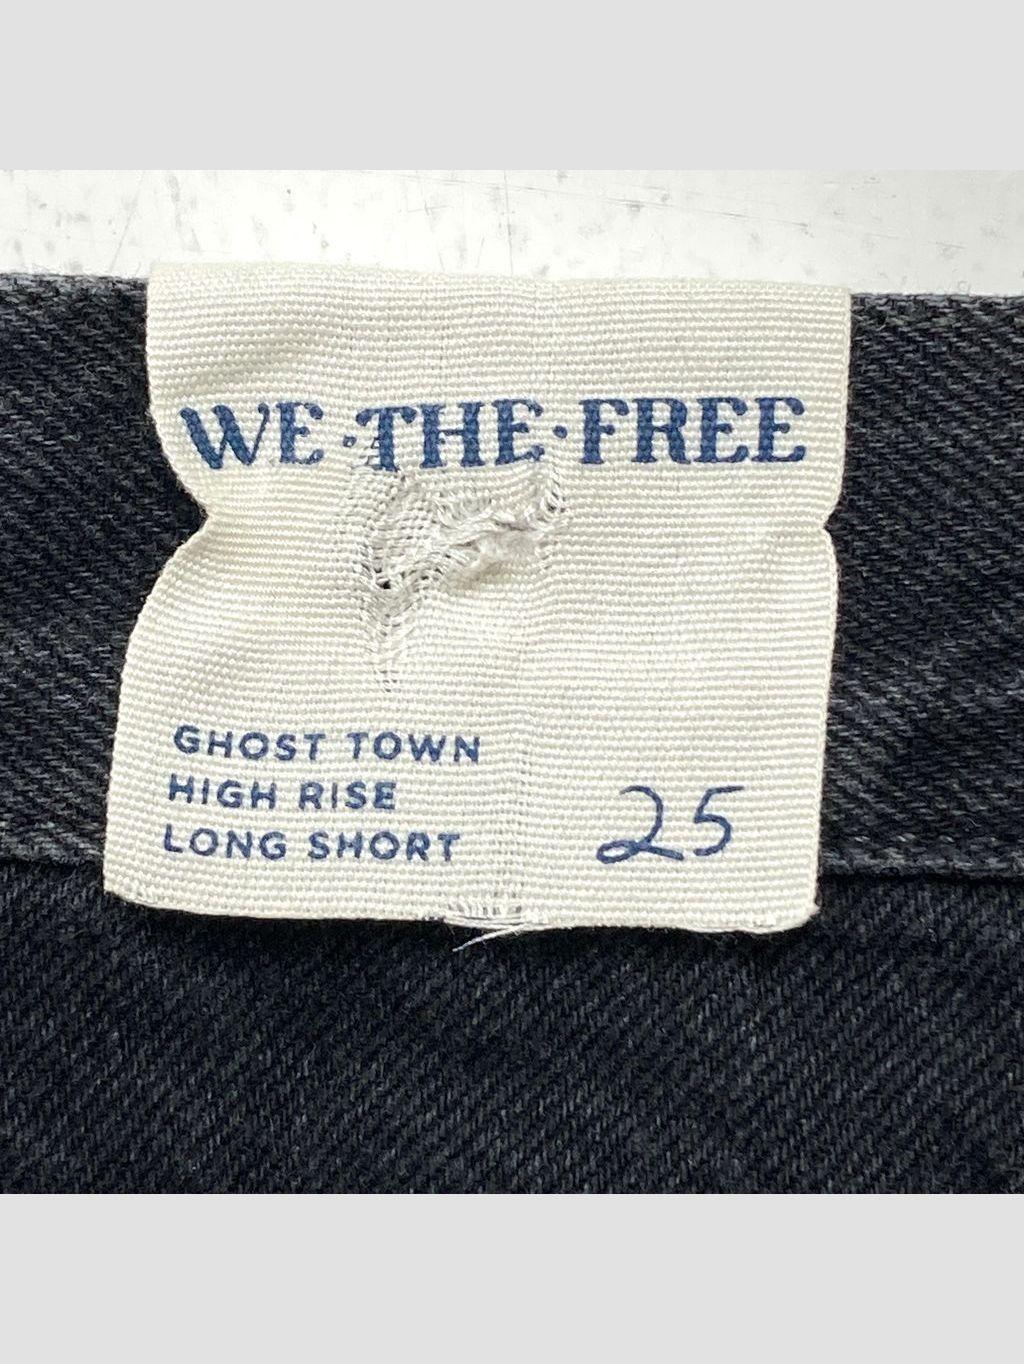 WE·THE·FREE
GHOST TOWN
HIGH RISE
LONG SHORT
25